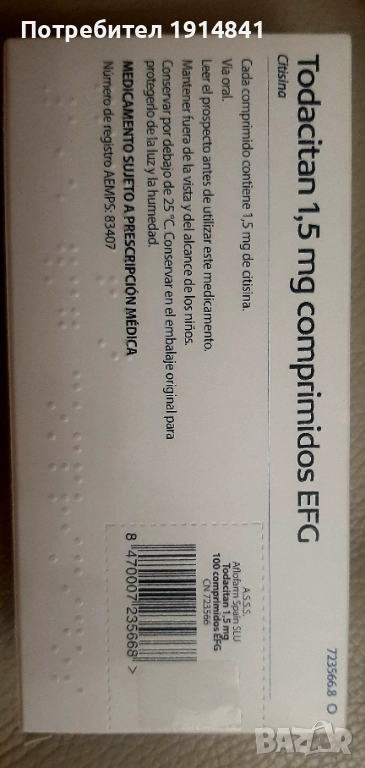 Потребител 1914841
Todacitan 1,5 mg comprimidos EFG
Citisina
Cada comprimido contiene 1,5 mg de citisina.
Vía oral.
Leer el prospecto antes de utilizar este medicamento.
Mantener fuera de la vista y del alcance de los niños.
Conservar por debajo de 25 °C. Conservar en el embalaje original para
protegerlo de la luz y la humedad.
MEDICAMENTO SUJETO A PRESCRIPCIÓN MÉDICA
Número de registro AEMPS: 83407
723566.8 O
A.S.S.S.
Aflofarm Spain SLU
Todacitan 1,5 mg
100 comprimidos EFG
CN 723566
8 470007 235668 >
bazar.bg